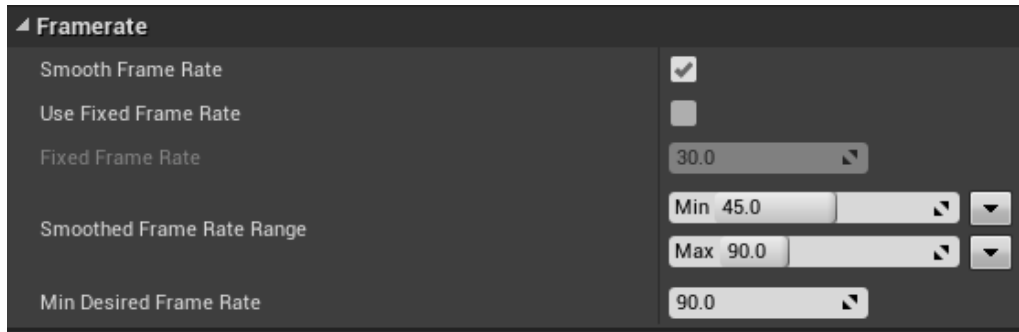 Framerate
Smooth Frame Rate
Use Fixed Frame Rate
Fixed Frame Rate 30.0
Smoothed Frame Rate Range
Min 45.0
Max 90.0
Min Desired Frame Rate 90.0